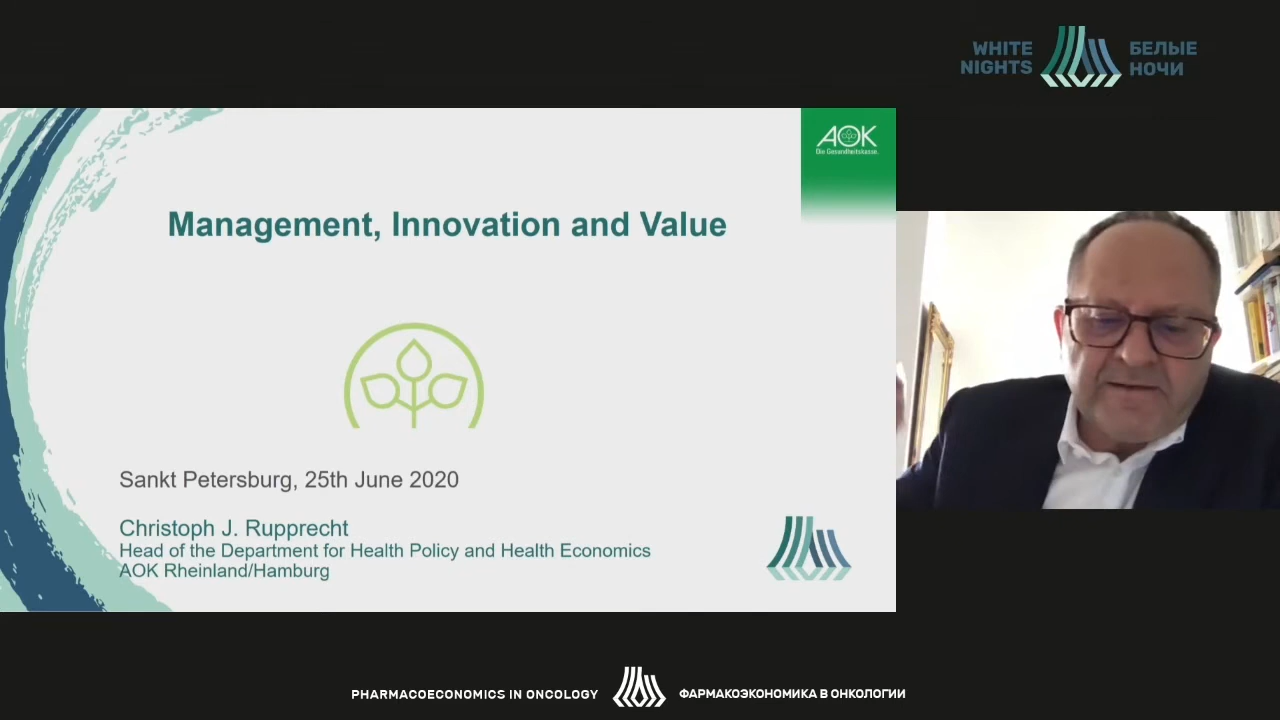 WHITE
NIGHTS
БЕЛЫЕ
НОЧИ
AOK
Die Gesundheitskasse.
Management, Innovation and Value
Sankt Petersburg, 25th June 2020
Christoph J. Rupprecht
Head of the Department for Health Policy and Health Economics
AOK Rheinland/Hamburg
PHARMACOECONOMICS IN ONCOLOGY
ФАРМАКОЭКОНОМИКА В ОНКОЛОГИИ